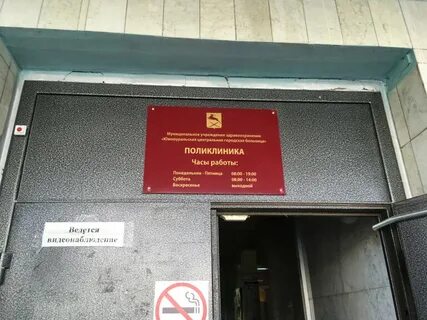 Муниципальное учреждение здравоохранения
«Южноуральская центральная городская больница»
ПОЛИКЛИНИКА
Часы работы:
Понедельник - Пятница 08:00 - 19:00
Суббота 08:00 - 14:00
Воскресенье выходной
Ведется
видеонаблюдение